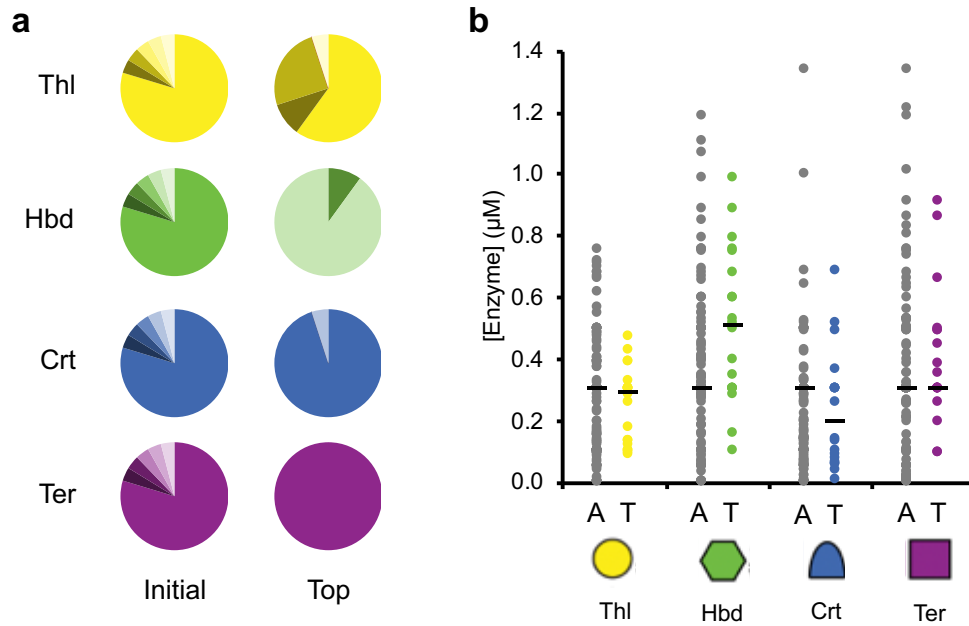 a
Thl
Hbd
Crt
Ter
Initial Top
b
[Enzyme] (µM)
1.4
1.2
1.0
0.8
0.6
0.4
0.2
0.0
A T A T A T A T
Thl Hbd Crt Ter